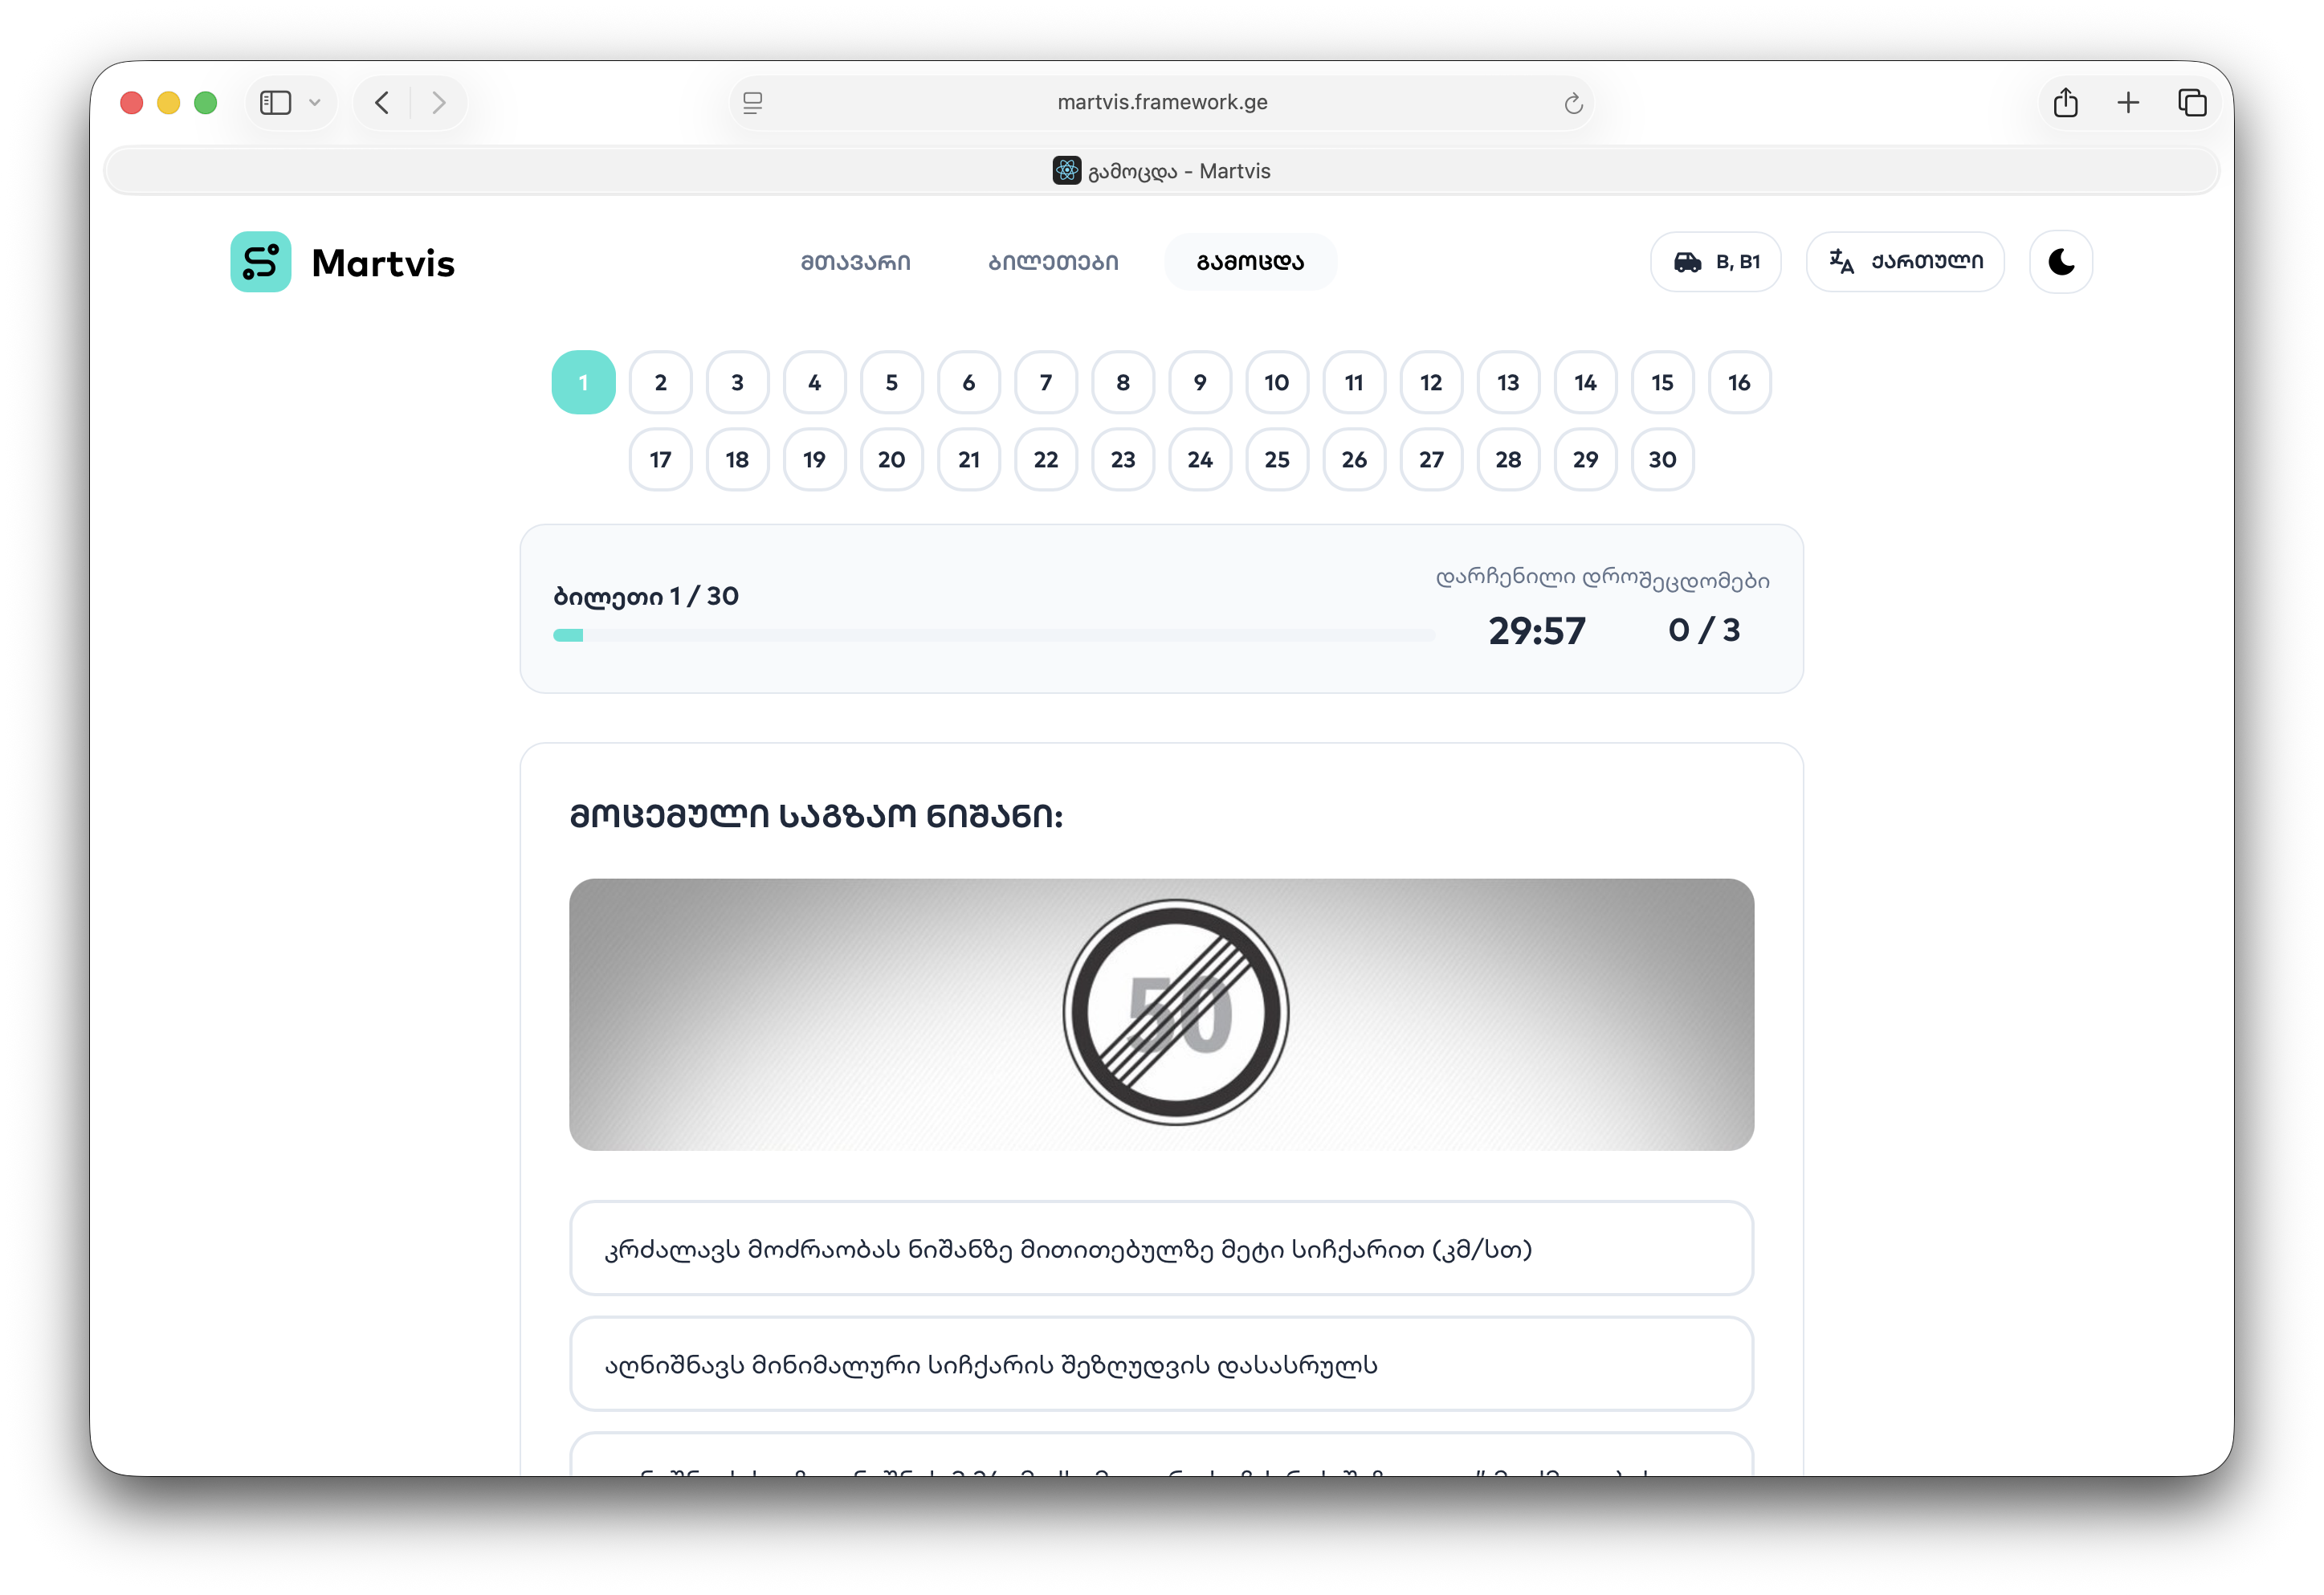 martvis.framework.ge
გამოცდა - Martvis
Martvis
მთავარი
ბილეთები
გამოცდა
B, B1
ქართული
1 2 3 4 5 6 7 8 9 10 11 12 13 14 15 16
17 18 19 20 21 22 23 24 25 26 27 28 29 30
ბილეთი 1 / 30
დარჩენილი დრო
29:57
შეცდომები
0 / 3
მოცემული საგზაო ნიშანი:
50
კრძალავს მოძრაობას ნიშანზე მითითებულზე მეტი სიჩქარით (კმ/სთ)
აღნიშნავს მინიმალური სიჩქარის შეზღუდვის დასასრულს